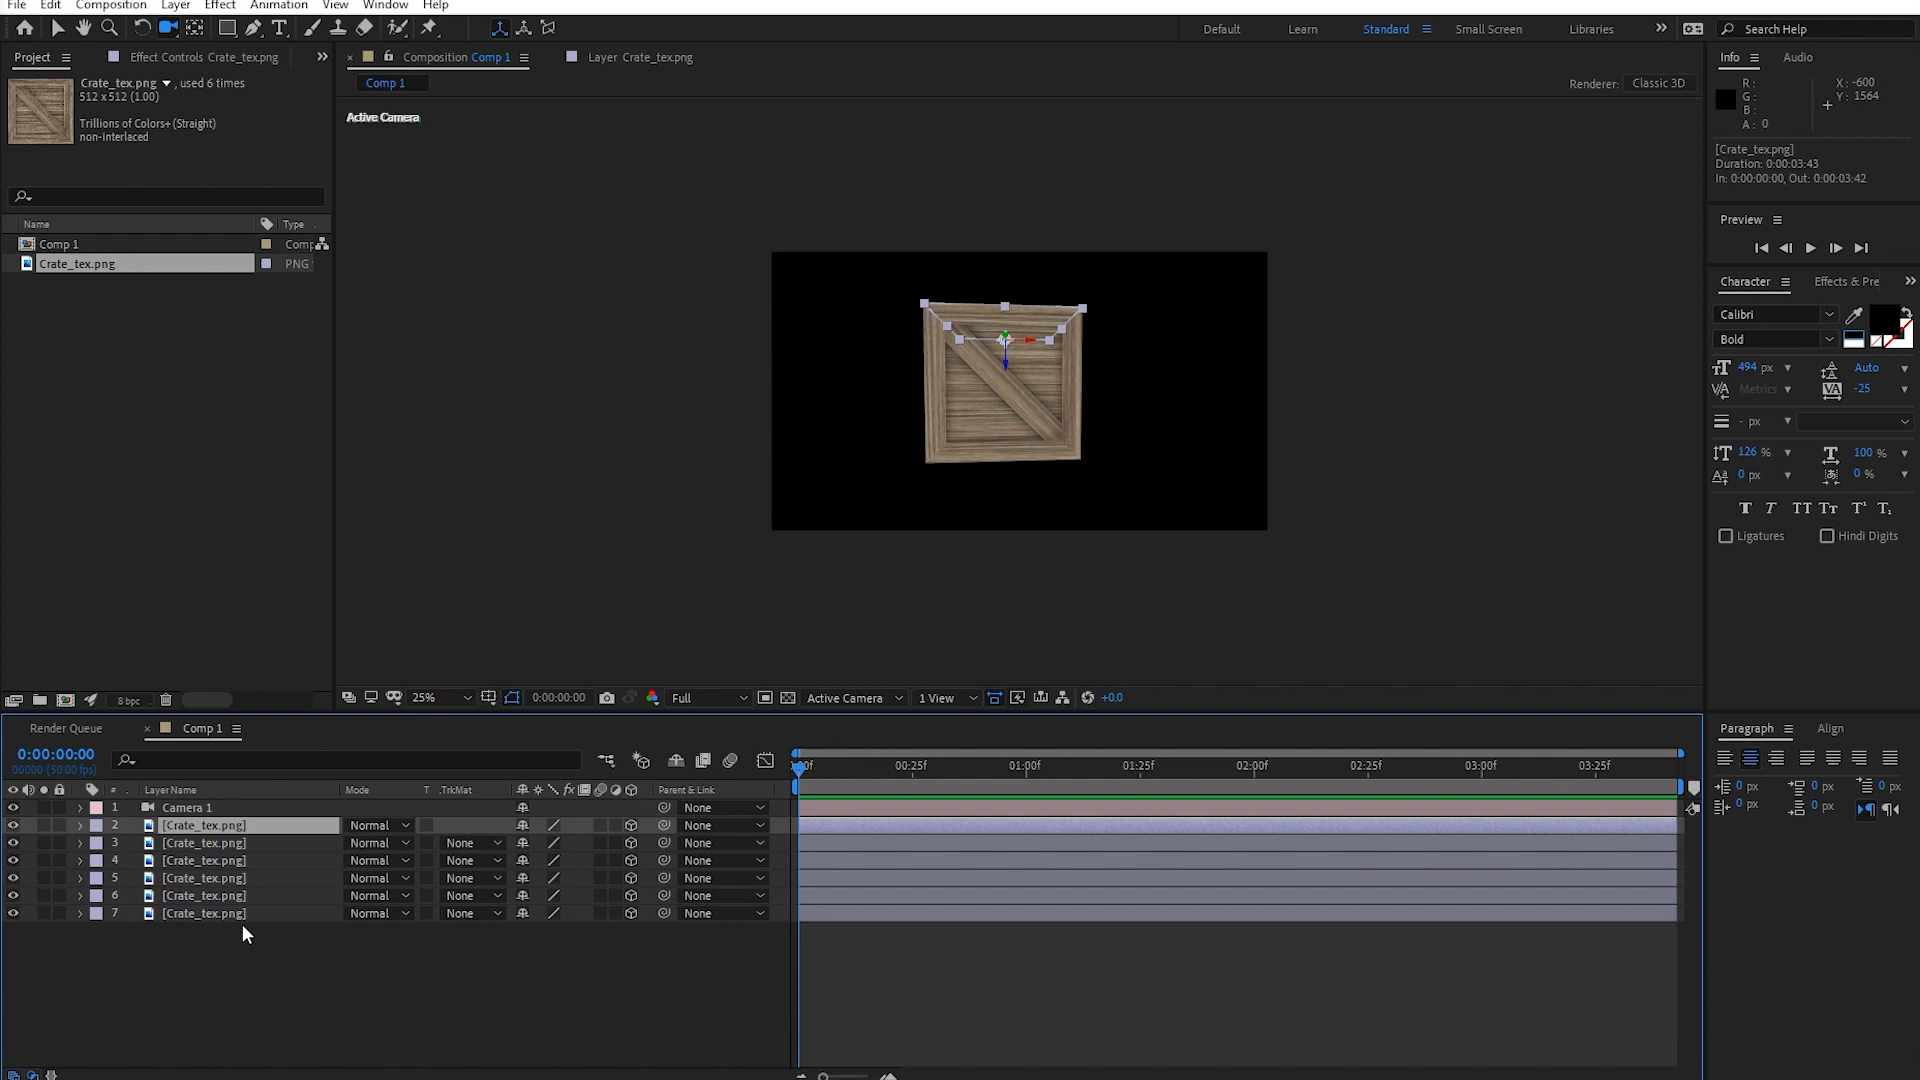 File Edit Composition Layer Effect Animation View Window Help
Default Learn Standard Small Screen Libraries Search Help
Project Effect Controls Crate_tex.png
Composition Comp 1 Layer Crate_tex.png
Info Audio
Crate_tex.png , used 6 times
512 x 512 (1.00)
Trillions of Colors+ (Straight)
non-interlaced
Comp 1
Renderer: Classic 3D
R: X: -600
G: Y: 1564
B:
A: 0
Active Camera
[Crate_tex.png]
Duration: 0:00:03:43
In: 0:00:00:00, Out: 0:00:03:42
Name Type
Comp 1 Comp
Crate_tex.png PNG
Preview
Character Effects & Pre
Calibri
Bold
494 px Auto
Metrics -25
- px
126 % 100 %
0 px 0 %
T T TT Tт T¹ T₁
Ligatures Hindi Digits
8 bpc
25% 0:00:00:00 Full Active Camera 1 View +0.0
Render Queue Comp 1
0:00:00:00
00000 (50.00 fps)
00f 00:25f 01:00f 01:25f 02:00f 02:25f 03:00f 03:25f
# Layer Name Mode T .TrkMat fx Parent & Link
1 Camera 1 None
2 [Crate_tex.png] Normal None
3 [Crate_tex.png] Normal None None
4 [Crate_tex.png] Normal None None
5 [Crate_tex.png] Normal None None
6 [Crate_tex.png] Normal None None
7 [Crate_tex.png] Normal None None
Paragraph Align
0 px 0 px 0 px
0 px 0 px